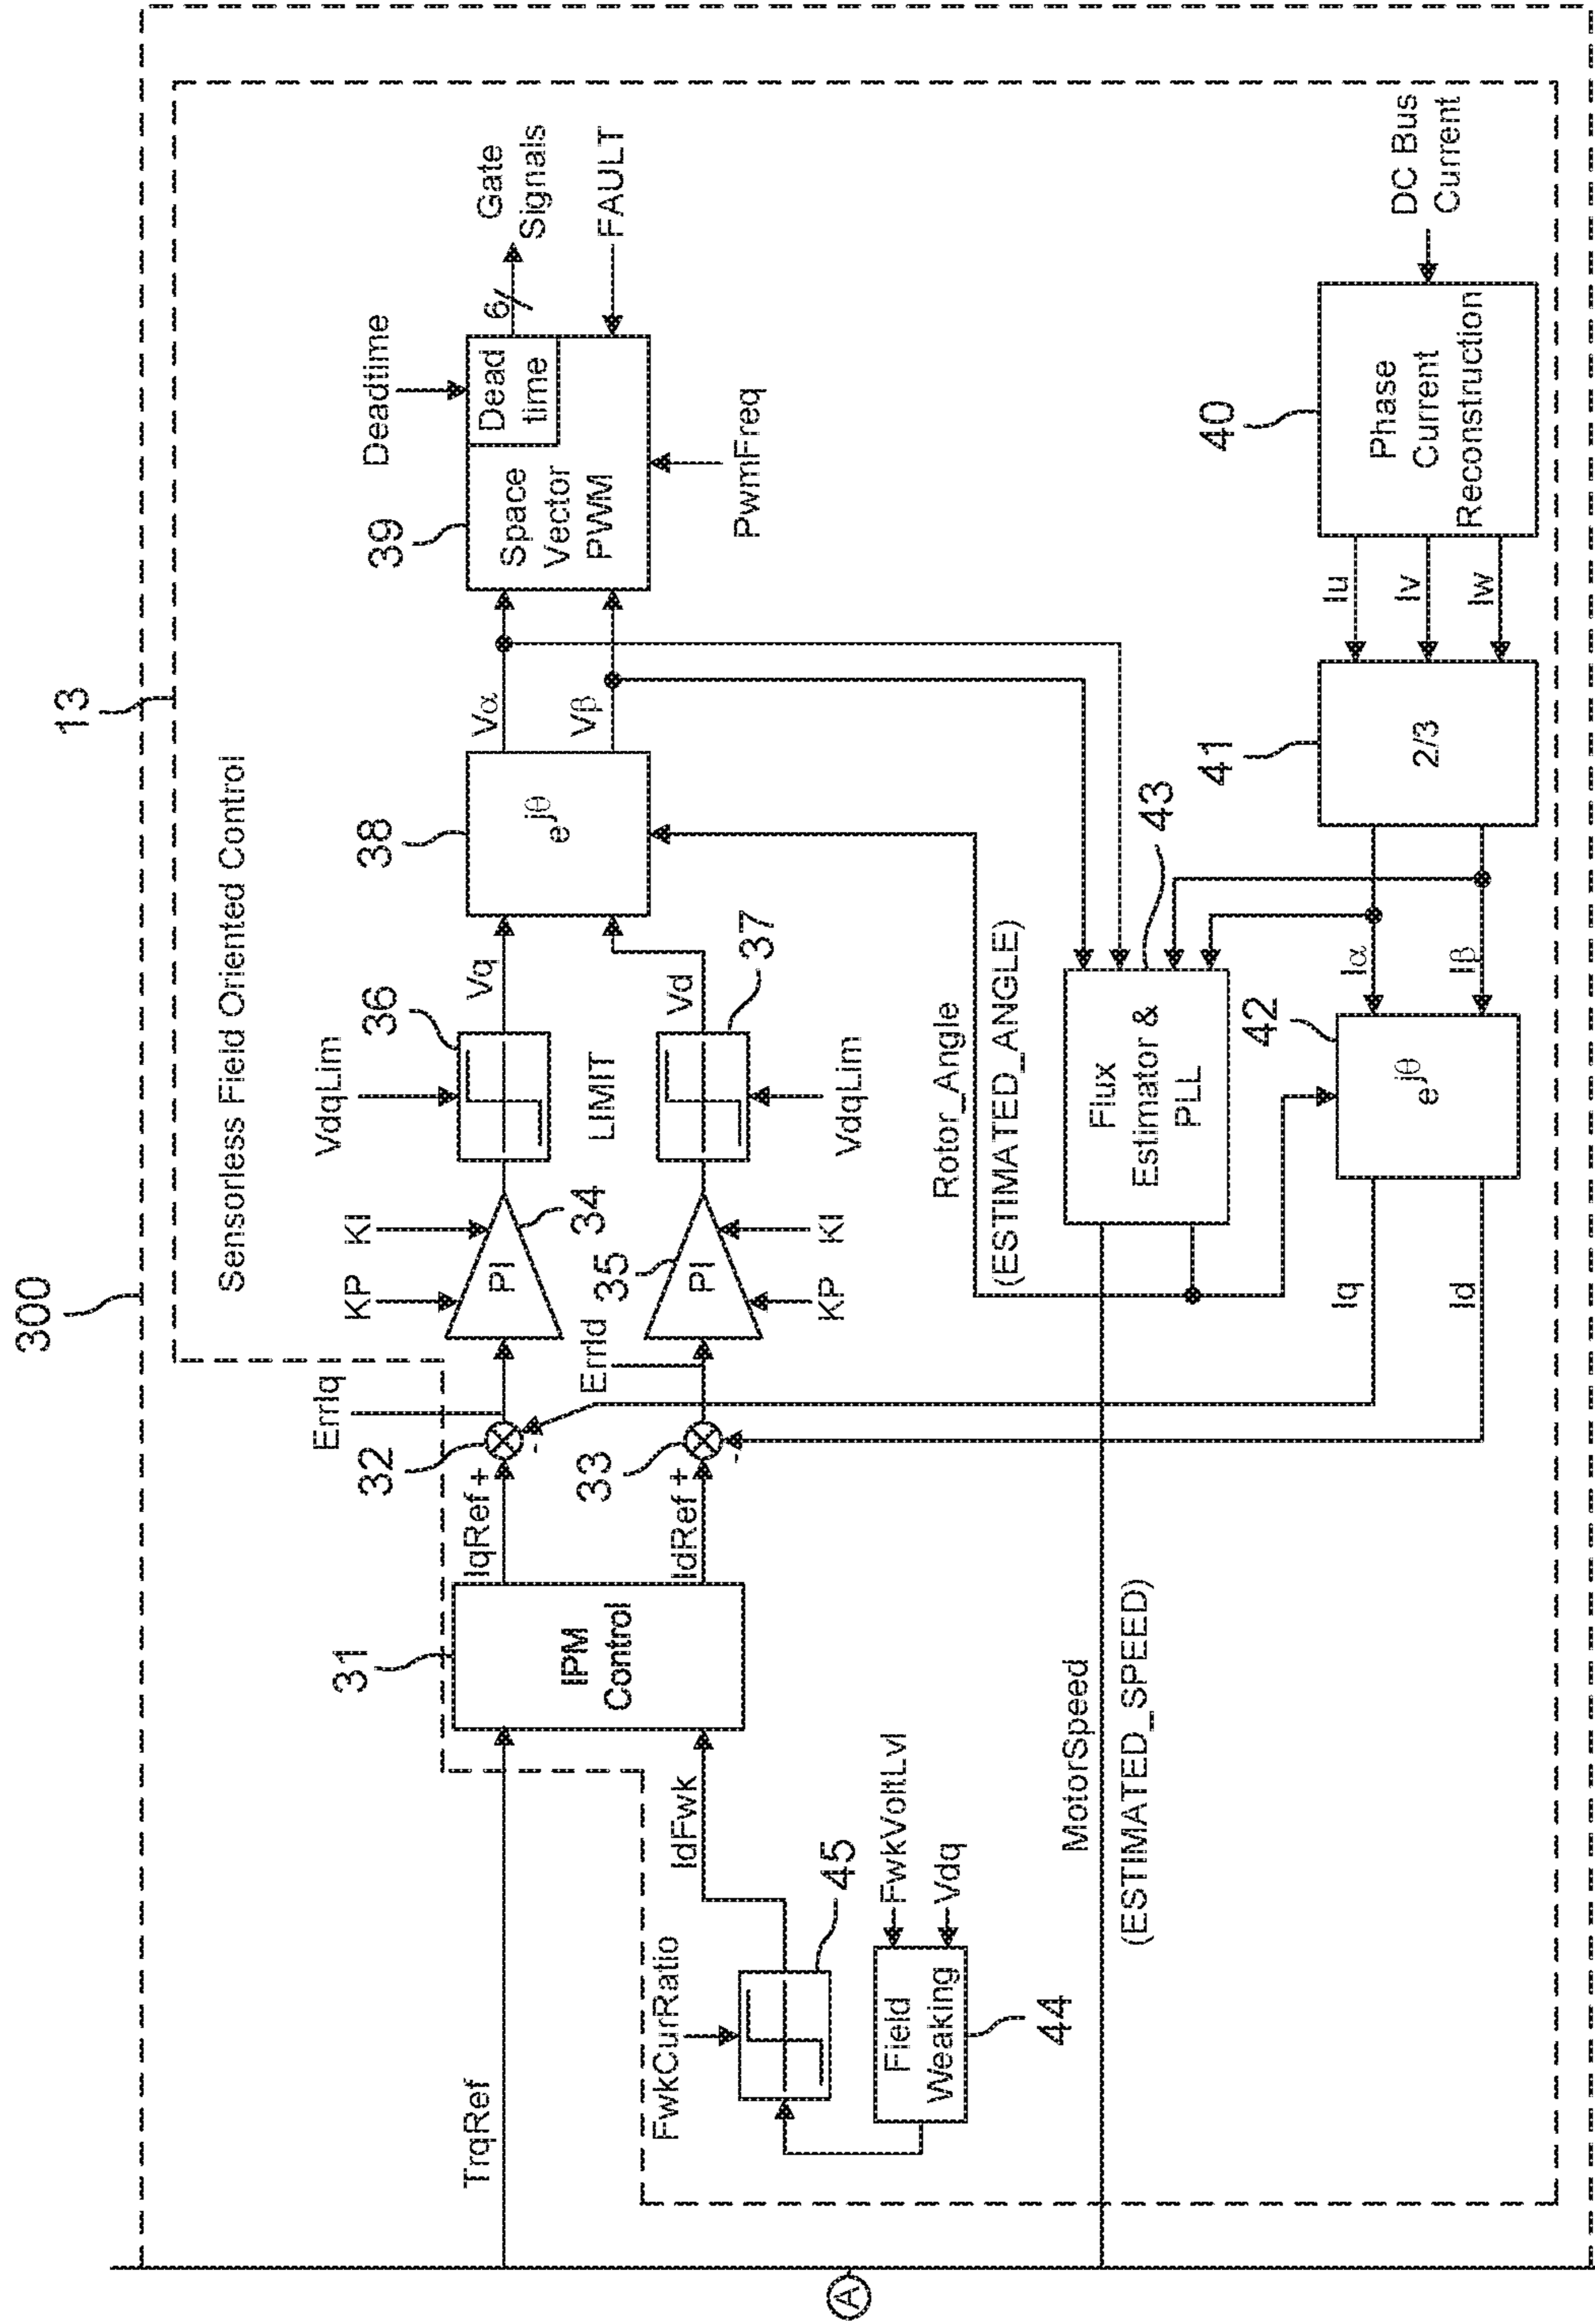 300
13
Sensorless Field Oriented Control
TrqRef
31
IPM
Control
IqRef +
IdRef +
IdFwk
32
33
-
-
ErrIq
ErrId
KP
KI
PI
34
35
PI
KP
KI
VdqLim
36
LIMIT
37
VdqLim
Vq
Vd
38
e^jθ
Vα
Vβ
39
Space
Vector
PWM
Dead
time
Deadtime
6
Gate
Signals
FAULT
PwmFreq
FwkCurRatio
45
Field
Weaking
44
FwkVoltLvl
Vdq
MotorSpeed
(ESTIMATED_SPEED)
Rotor_Angle
(ESTIMATED_ANGLE)
Flux
Estimator &
PLL
43
Iq
Id
42
e^jθ
Iα
Iβ
41
2/3
Iu
Iv
Iw
40
Phase
Current
Reconstruction
DC Bus
Current
A